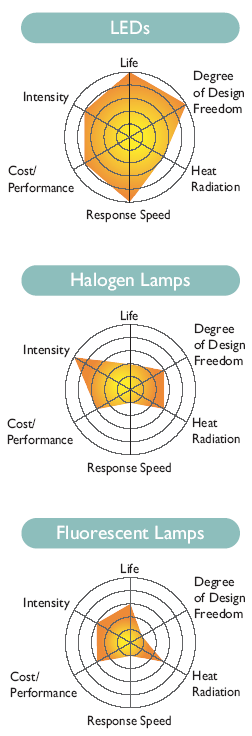 LEDs
Life
Degree
of Design
Freedom
Intensity
Cost/
Performance
Heat
Radiation
Response Speed
Halogen Lamps
Life
Degree
of Design
Freedom
Intensity
Cost/
Performance
Heat
Radiation
Response Speed
Fluorescent Lamps
Life
Degree
of Design
Freedom
Intensity
Cost/
Performance
Heat
Radiation
Response Speed